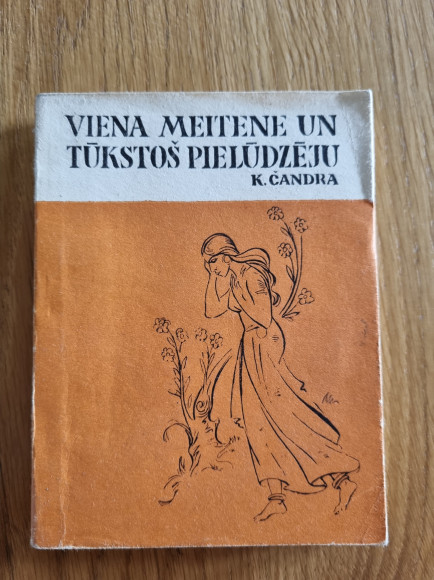 VIENA MEITENE UN
TŪKSTOŠ PIELŪDZĒJU
K. ČANDRA